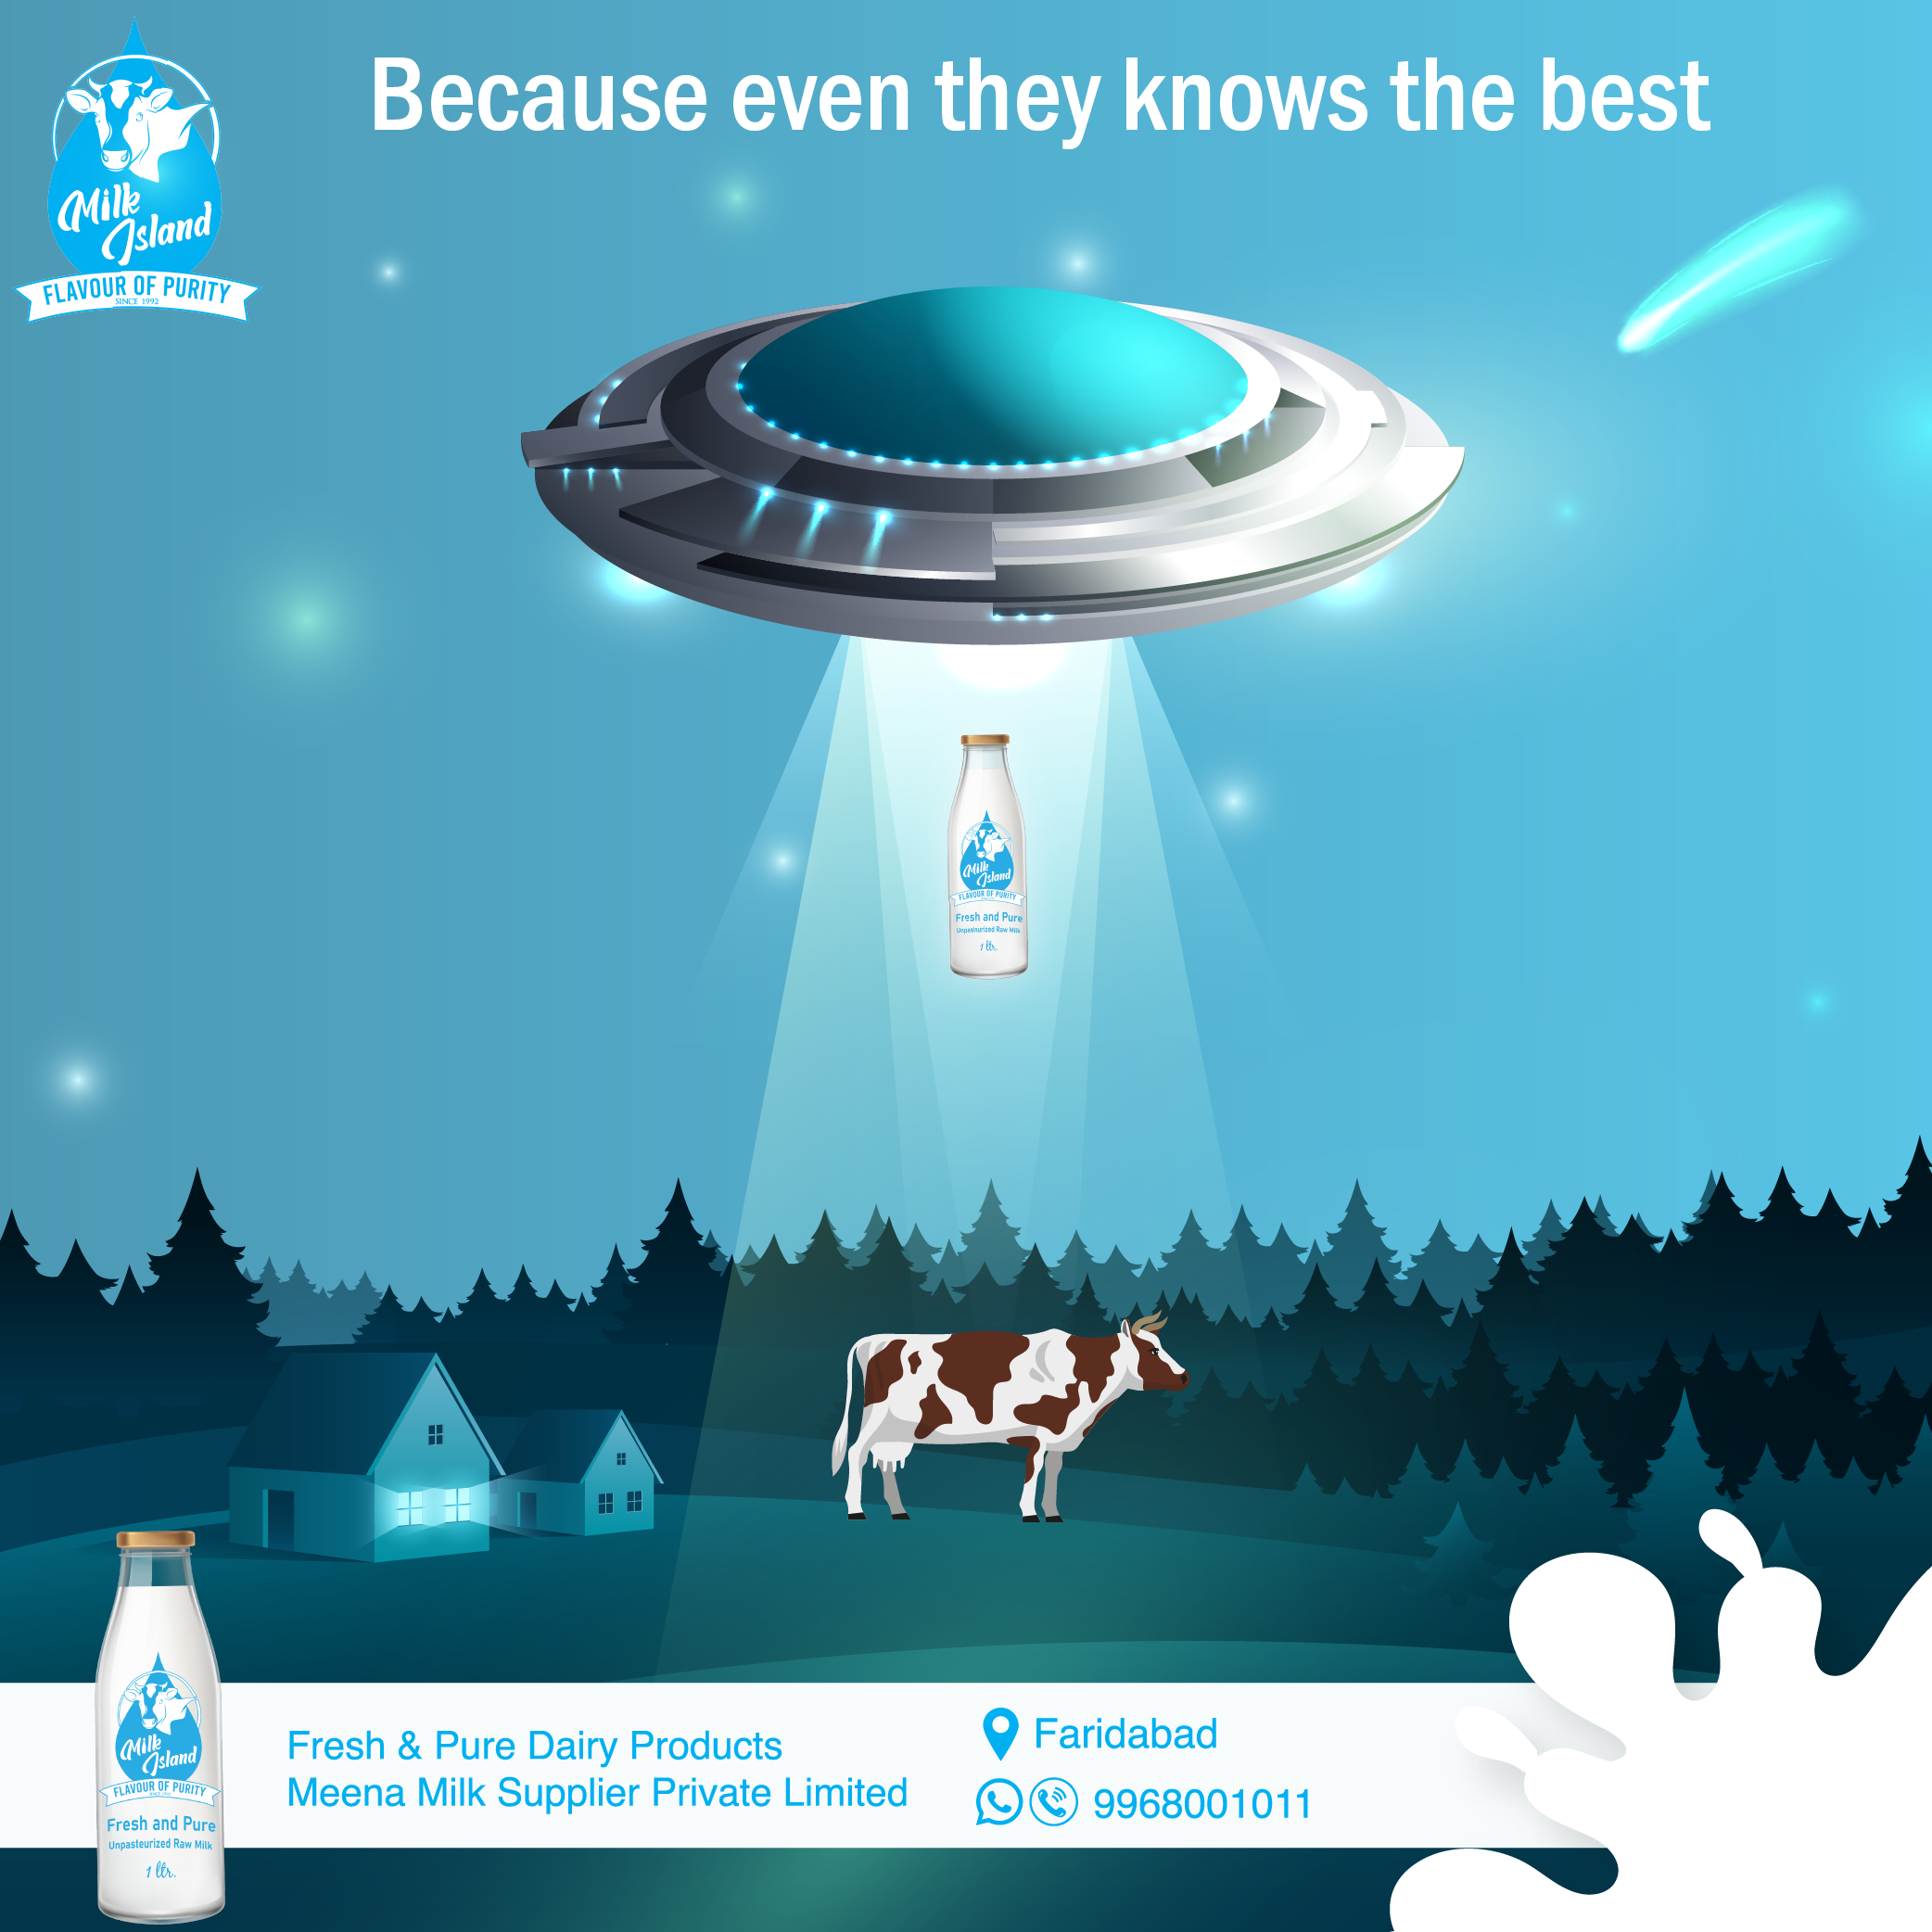 Because even they knows the best
Milk
Island
FLAVOUR OF PURITY
SINCE 1992
Milk
Island
FLAVOUR OF PURITY
Fresh and Pure
Unpasteurized Raw Milk
1 ltr.
Milk
Island
FLAVOUR OF PURITY
SINCE 1992
Fresh and Pure
Unpasteurized Raw Milk
1 ltr.
Fresh & Pure Dairy Products
Meena Milk Supplier Private Limited
Faridabad
9968001011